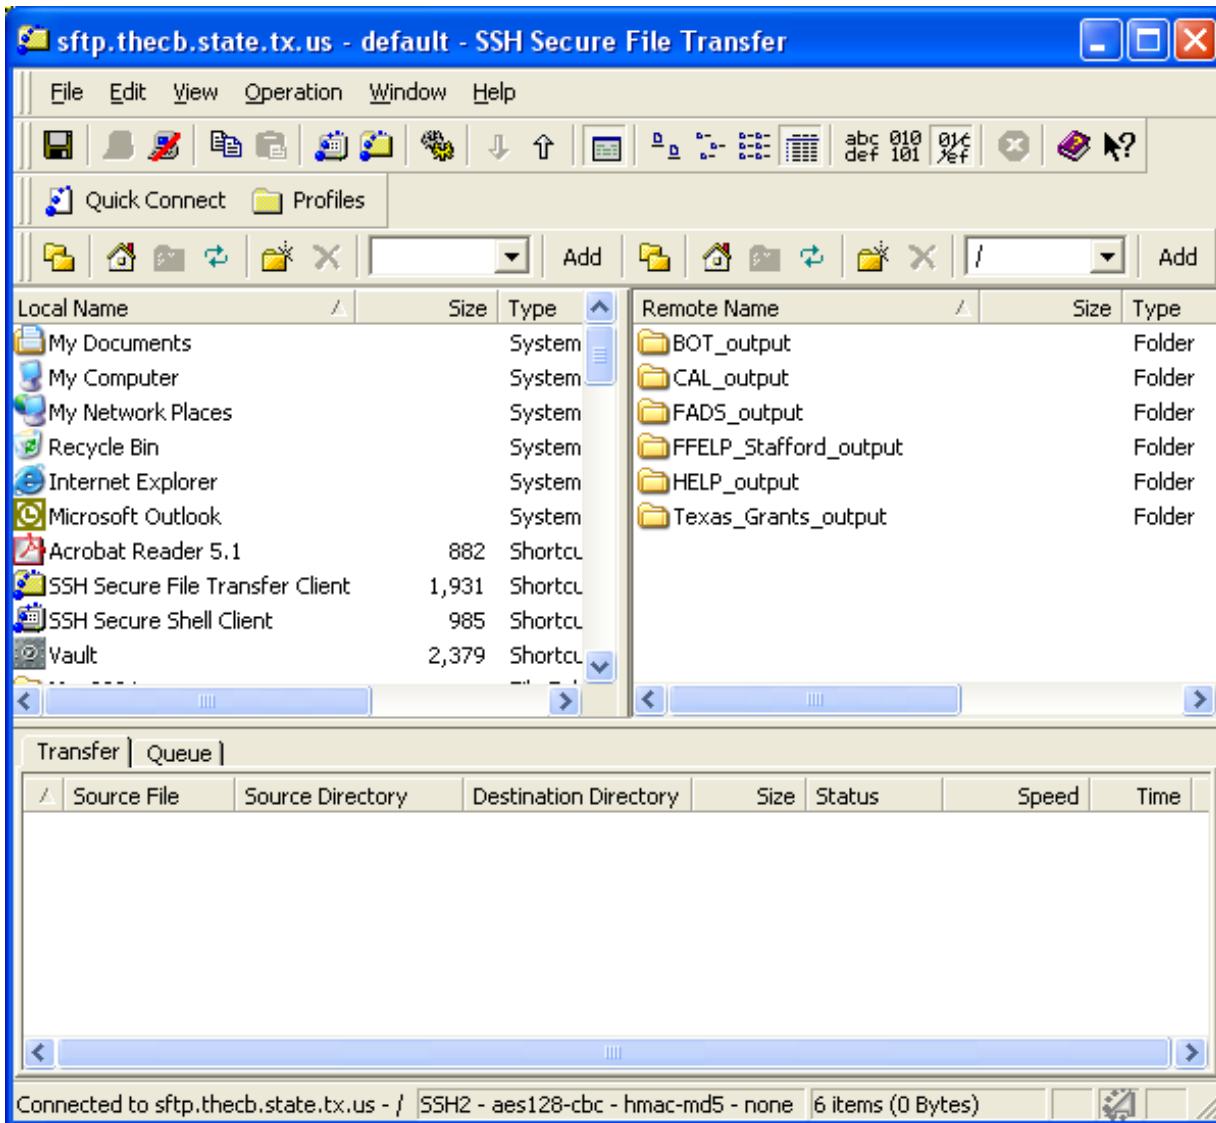 sftp.thecb.state.tx.us - default - SSH Secure File Transfer
File Edit View Operation Window Help
abc def 010 101
Quick Connect Profiles
Add / Add
Local Name Size Type Remote Name Size Type
My Documents System BOT_output Folder
My Computer System CAL_output Folder
My Network Places System FADS_output Folder
Recycle Bin System FFELP_Stafford_output Folder
Internet Explorer System HELP_output Folder
Microsoft Outlook System Texas_Grants_output Folder
Acrobat Reader 5.1 882 Shortcu
SSH Secure File Transfer Client 1,931 Shortcu
SSH Secure Shell Client 985 Shortcu
Vault 2,379 Shortcu
Transfer Queue
Source File Source Directory Destination Directory Size Status Speed Time
Connected to sftp.thecb.state.tx.us - / SSH2 - aes128-cbc - hmac-md5 - none 6 items (0 Bytes)